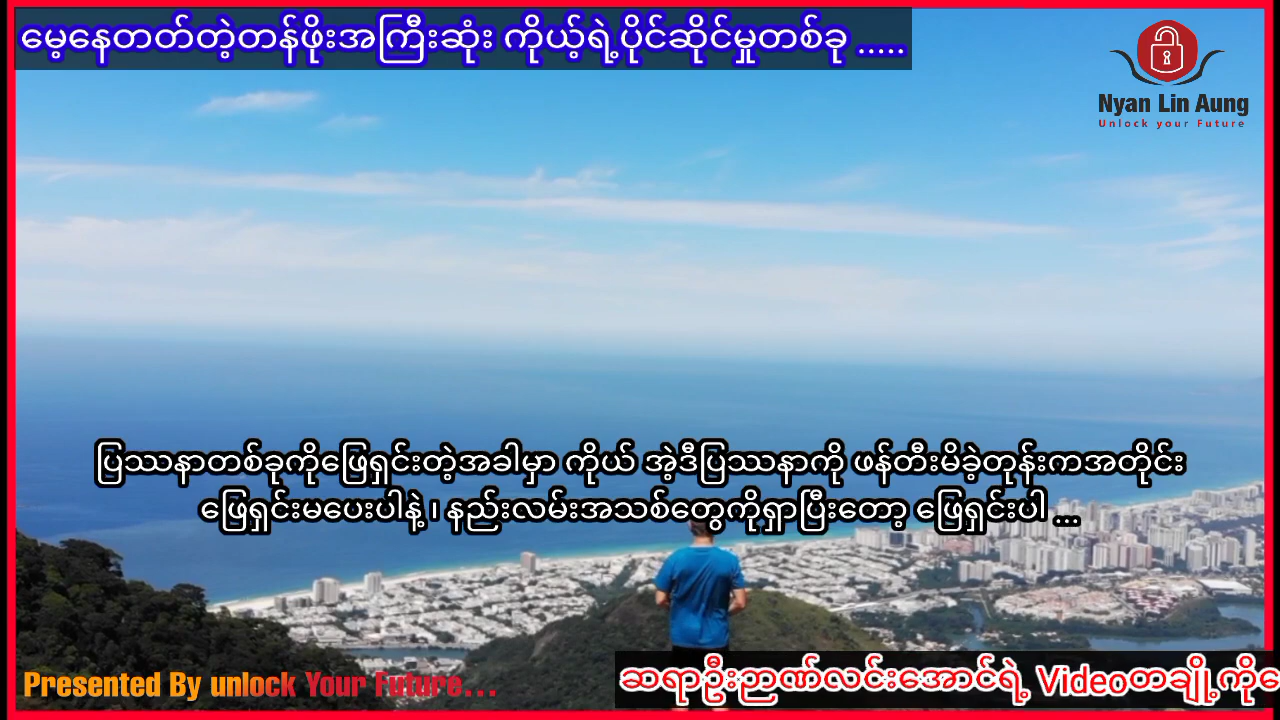 မေ့နေတတ်တဲ့တန်ဖိုးအကြီးဆုံး ကိုယ့်ရဲ့ပိုင်ဆိုင်မှုတစ်ခု .....
Nyan Lin Aung
Unlock your Future
ပြဿနာတစ်ခုကိုဖြေရှင်းတဲ့အခါမှာ ကိုယ် အဲ့ဒီပြဿနာကို ဖန်တီးမိခဲ့တုန်းကအတိုင်း
ဖြေရှင်းမပေးပါနဲ့ ၊ နည်းလမ်းအသစ်တွေကိုရှာပြီးတော့ ဖြေရှင်းပါ ...
Presented By unlock Your Future...
ဆရာဦးဉာဏ်လင်းအောင်ရဲ့ Videoတချို့ကို